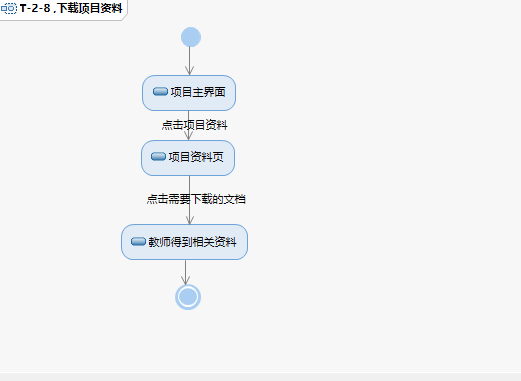 T-2-8 ,下载项目资料
项目主界面
点击项目资料
项目资料页
点击需要下载的文档
教师得到相关资料